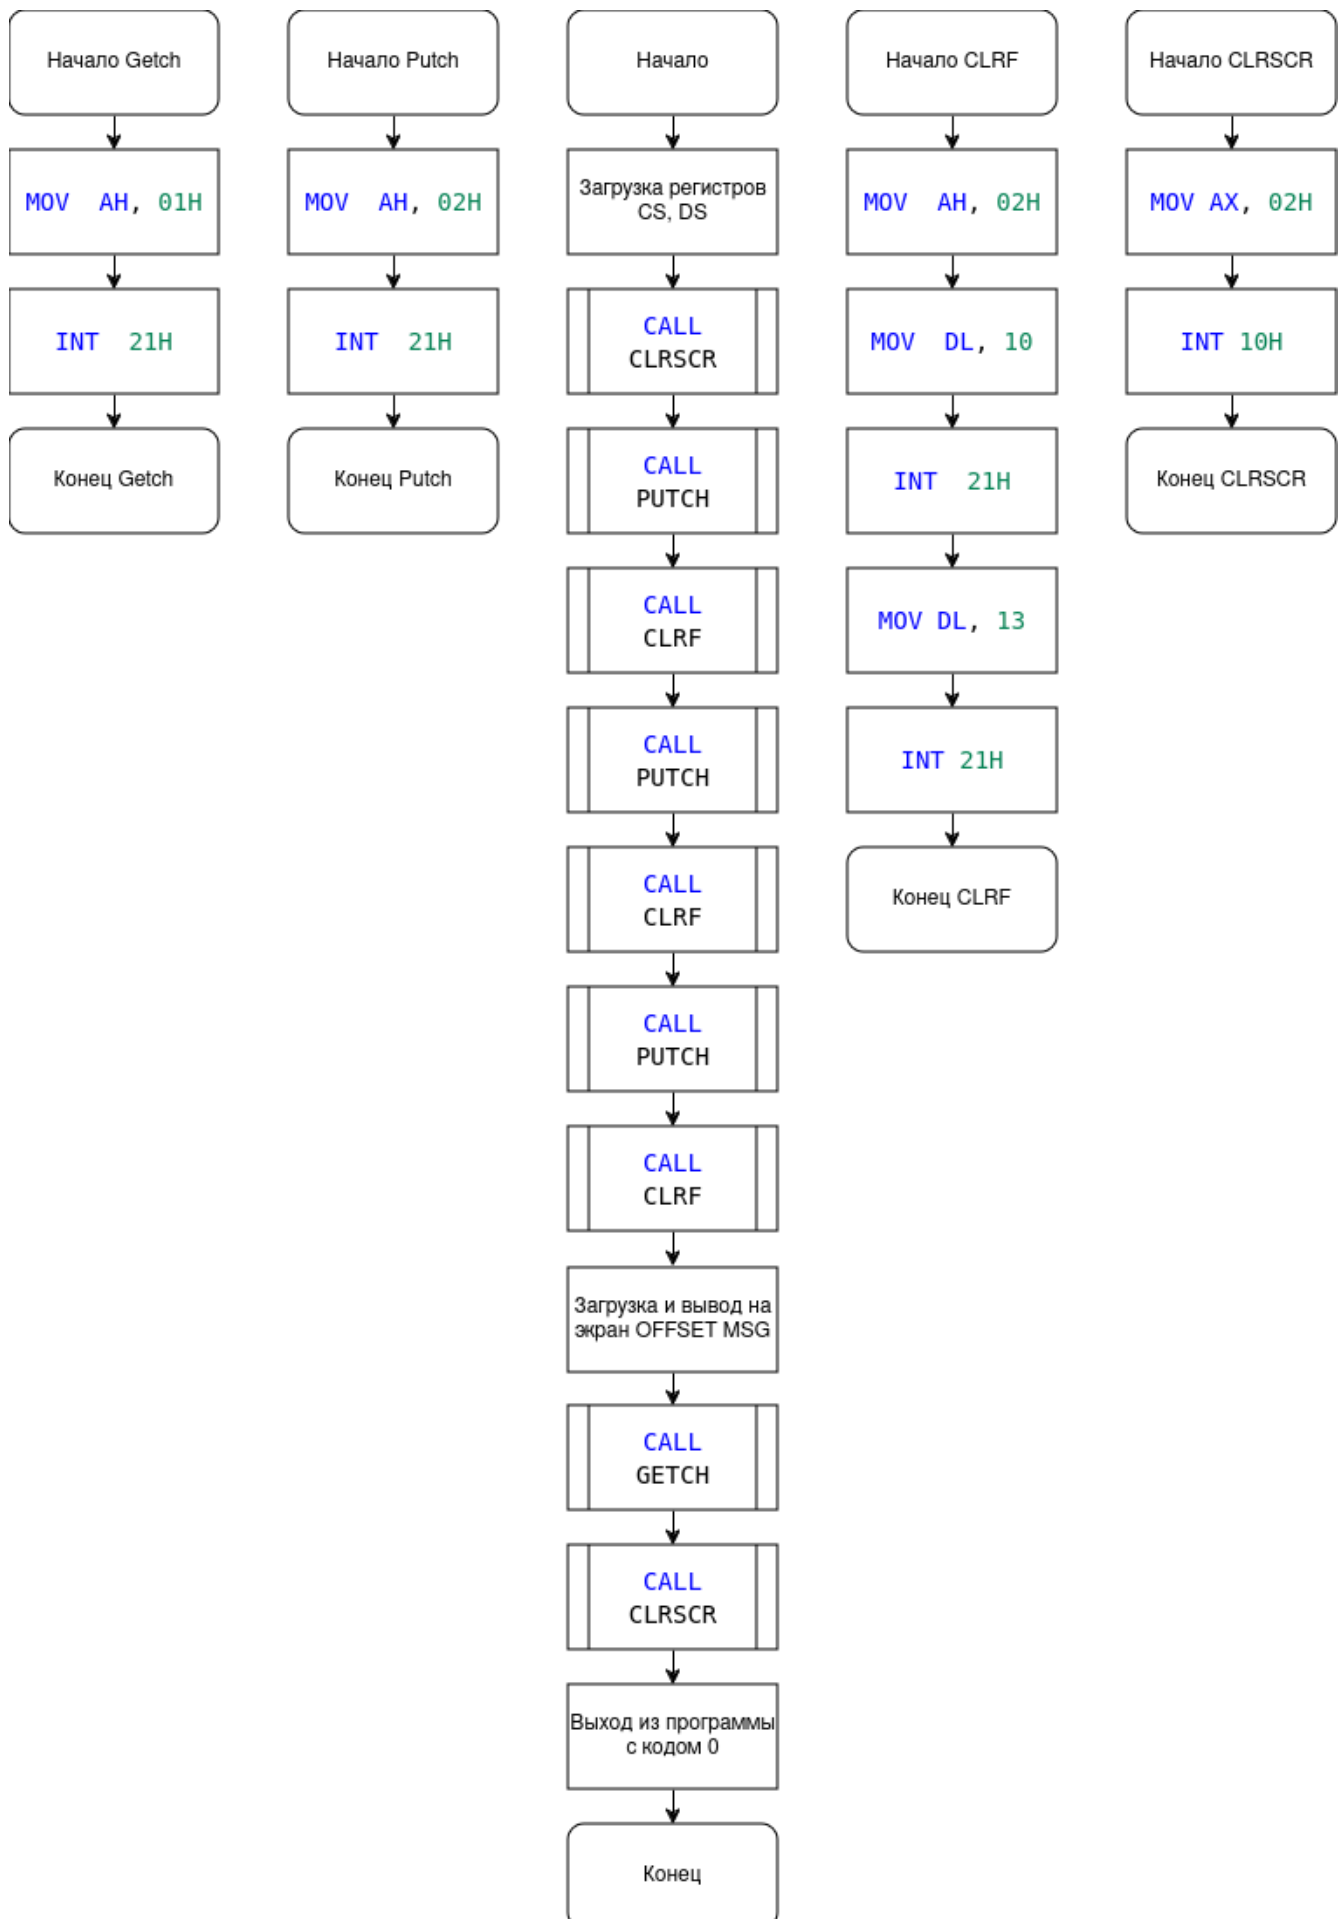 Начало Getch
MOV  AH, 01H
INT  21H
Конец Getch
Начало Putch
MOV  AH, 02H
INT  21H
Конец Putch
Начало
Загрузка регистров
CS, DS
CALL
CLRSCR
CALL
PUTCH
CALL
CLRF
CALL
PUTCH
CALL
CLRF
CALL
PUTCH
CALL
CLRF
Загрузка и вывод на
экран OFFSET MSG
CALL
GETCH
CALL
CLRSCR
Выход из программы
с кодом 0
Конец
Начало CLRF
MOV  AH, 02H
MOV  DL, 10
INT  21H
MOV DL, 13
INT 21H
Конец CLRF
Начало CLRSCR
MOV AX, 02H
INT 10H
Конец CLRSCR